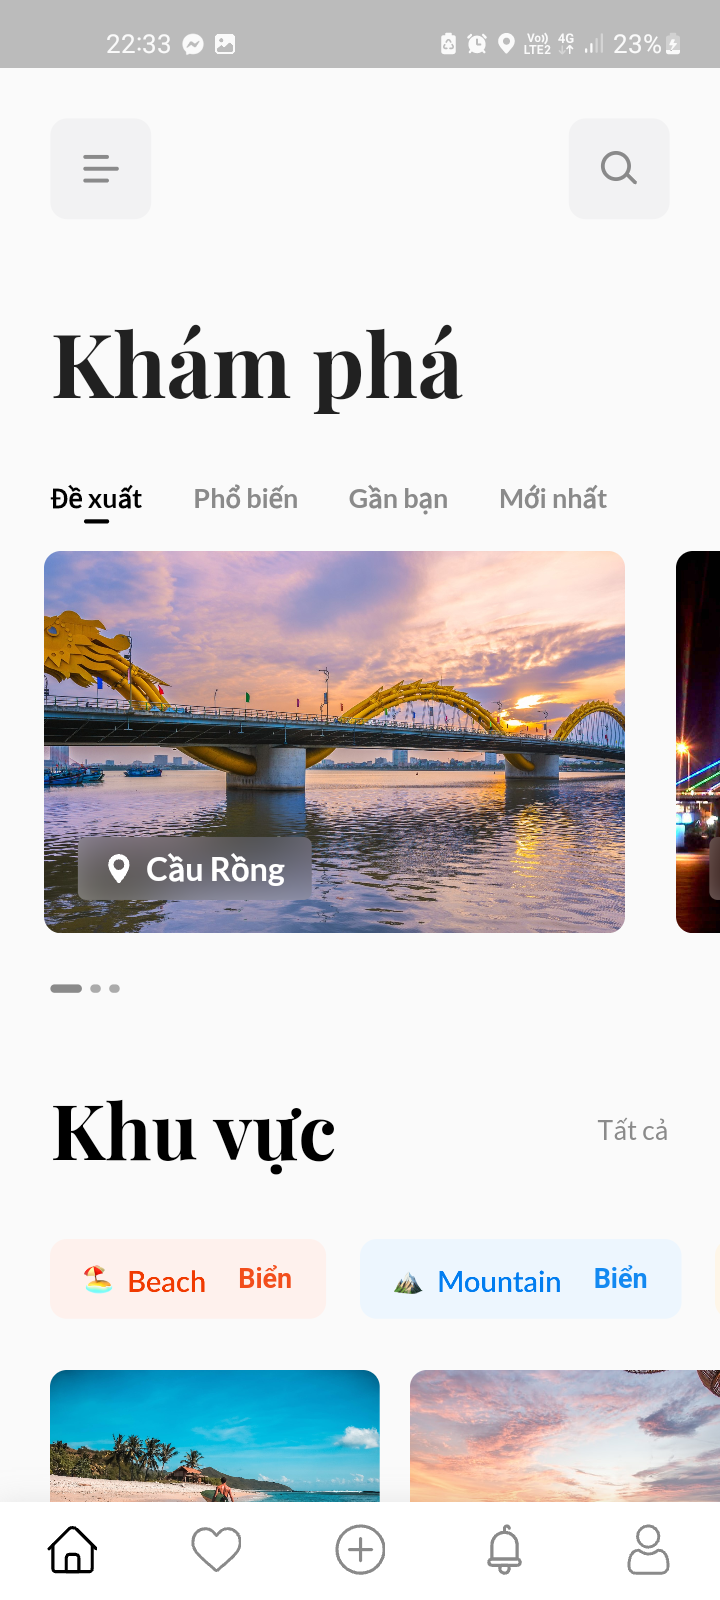 22:33 Vo)) LTE2 4G 23%
Khám phá
Đề xuất Phổ biến Gần bạn Mới nhất
Cầu Rồng
Khu vực Tất cả
Beach Biển Mountain Biển